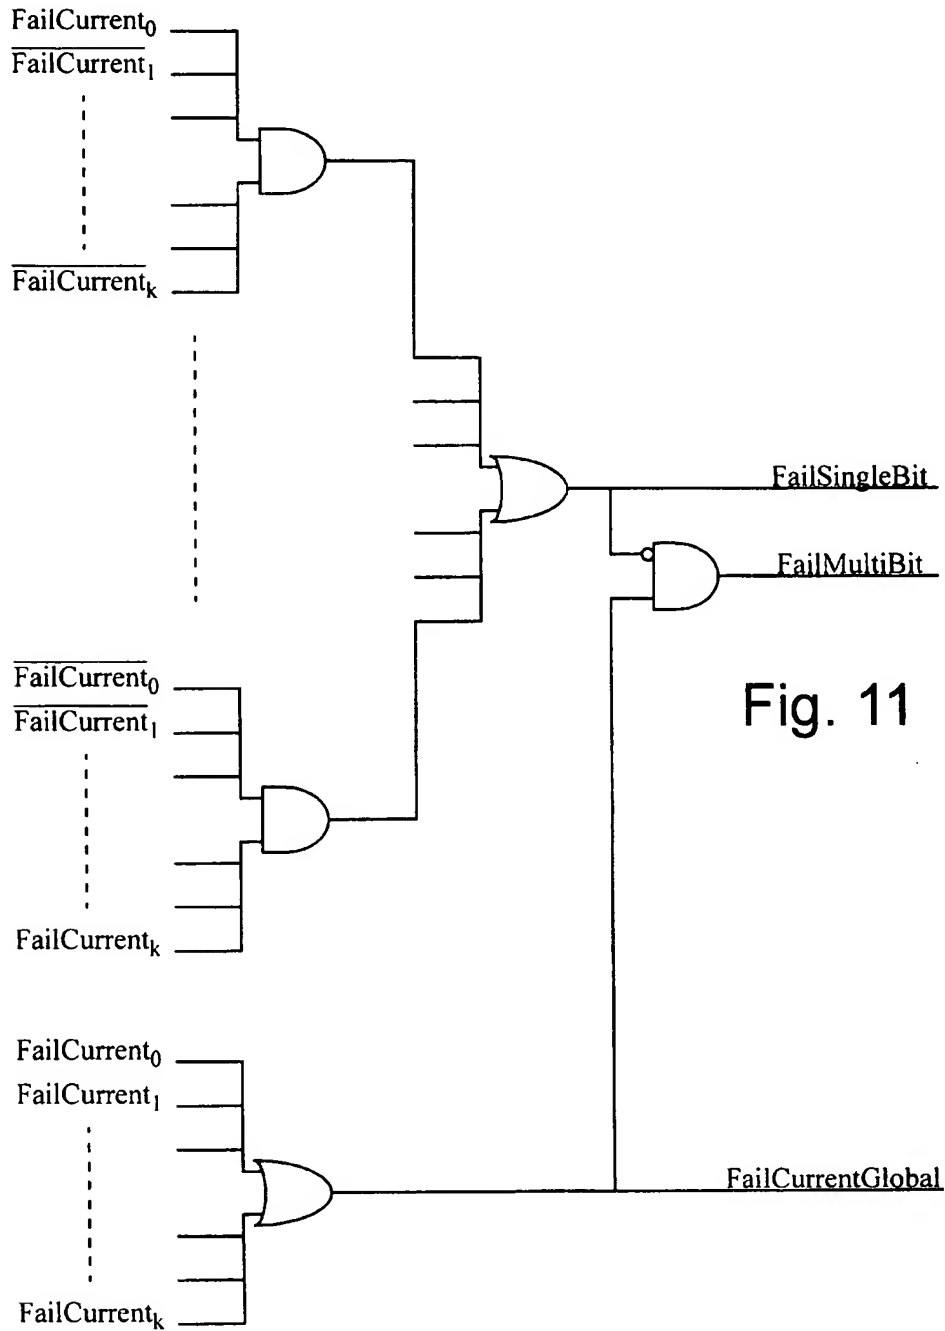 FailCurrent0
FailCurrent1
FailCurrentk
FailSingleBit
FailMultiBit
FailCurrent0
FailCurrent1
Fig. 11
FailCurrentk
FailCurrent0
FailCurrent1
FailCurrentGlobal
FailCurrentk